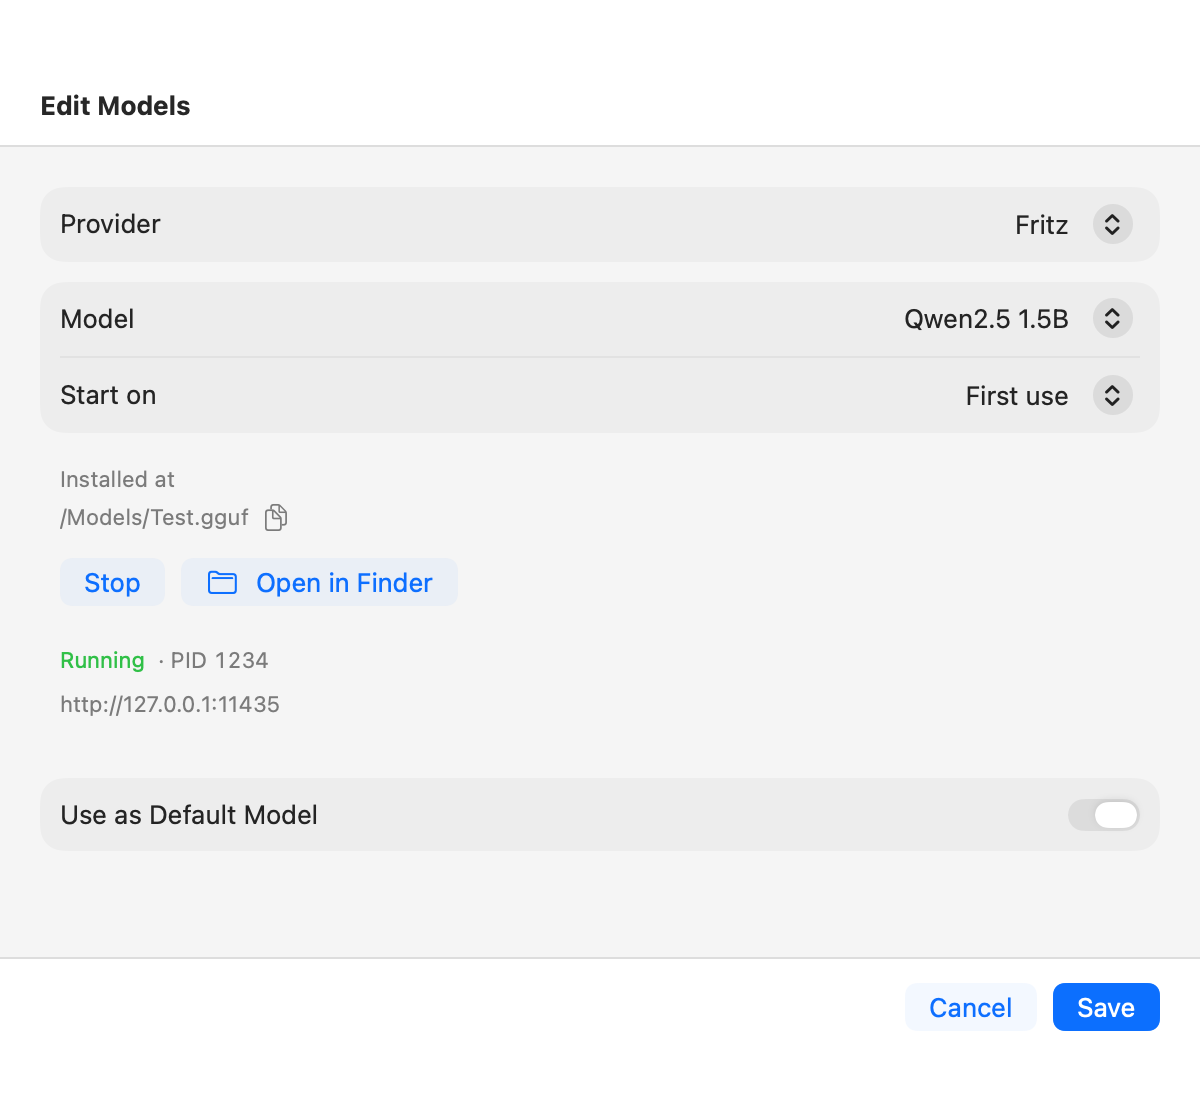 Edit Models
Provider Fritz
Model Qwen2.5 1.5B
Start on First use
Installed at
/Models/Test.gguf
Stop Open in Finder
Running · PID 1234
http://127.0.0.1:11435
Use as Default Model
Cancel Save